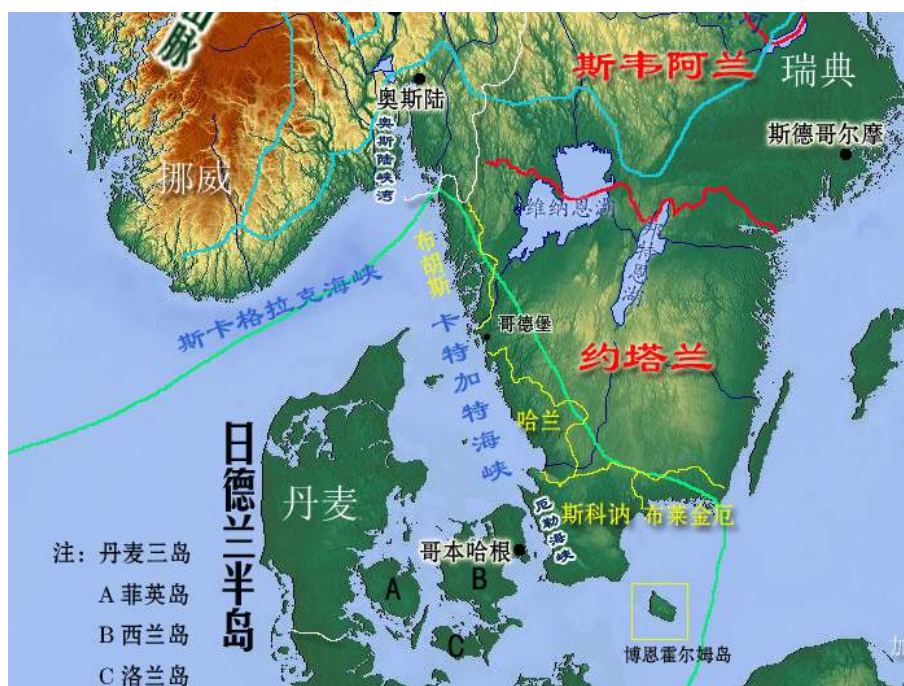 山脉
斯韦阿兰
瑞典
奥斯陆
斯德哥尔摩
奥斯陆峡湾
挪威
维纳恩湖
特恩湖
布胡斯
斯卡格拉克海峡
卡特加特海峡
哥德堡
约塔兰
哈兰
日德兰半岛
丹麦
斯科讷
布莱金厄
厄勒海峡
哥本哈根
注：丹麦三岛
A 菲英岛
B 西兰岛
C 洛兰岛
A
B
C
博恩霍尔姆岛